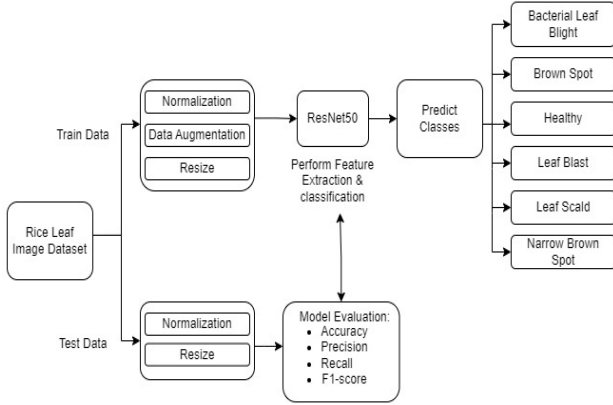 Rice Leaf
Image Dataset
Train Data
Normalization
Data Augmentation
Resize
ResNet50
Perform Feature
Extraction &
classification
Predict
Classes
Bacterial Leaf
Blight
Brown Spot
Healthy
Leaf Blast
Leaf Scald
Narrow Brown
Spot
Test Data
Normalization
Resize
Model Evaluation:
• Accuracy
• Precision
• Recall
• F1-score